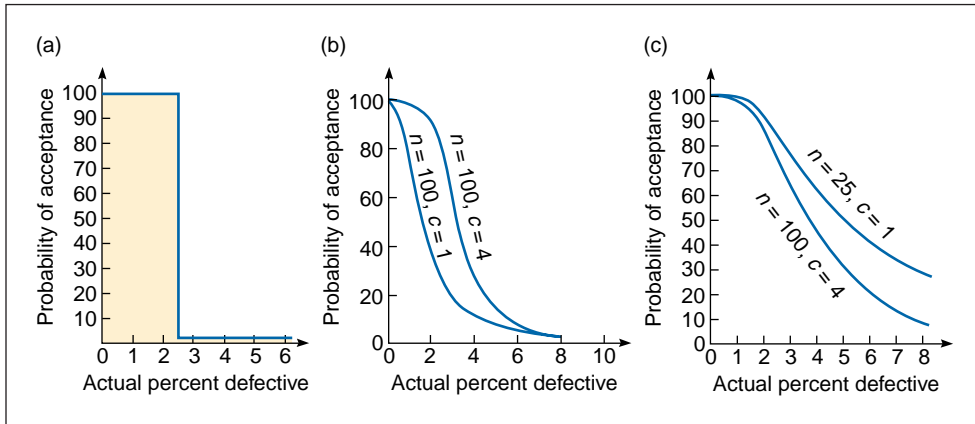 (a)
Probability of acceptance
100
90
80
70
60
50
40
30
20
10
0 1 2 3 4 5 6
Actual percent defective
(b)
Probability of acceptance
100
80
60
40
20
0
0 2 4 6 8 10
n = 100, c = 1
n = 100, c = 4
Actual percent defective
(c)
Probability of acceptance
100
90
80
70
60
50
40
30
20
10
0
0 1 2 3 4 5 6 7 8
n = 25, c = 1
n = 100, c = 4
Actual percent defective